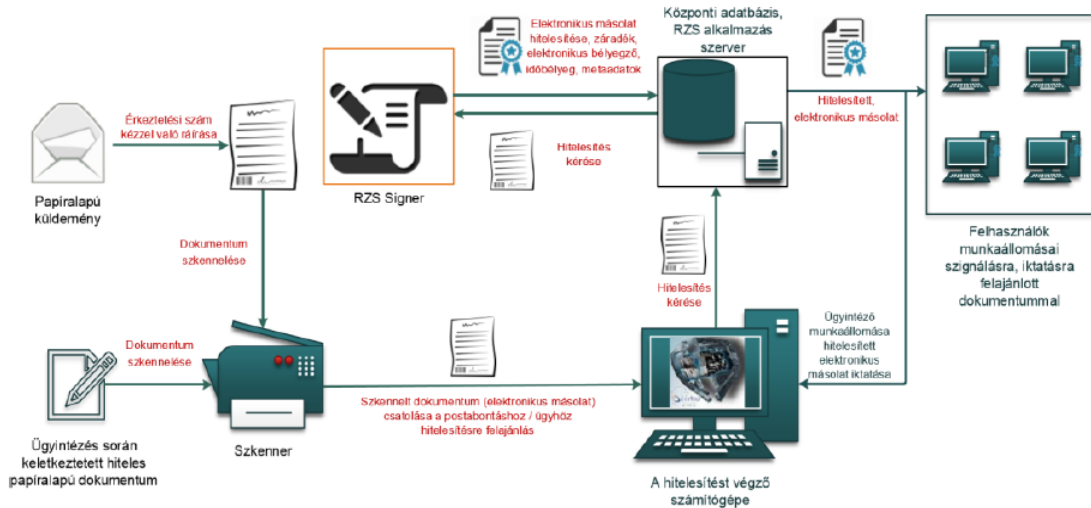 Elektronikus másolat
hitelesítése, záradék,
elektronikus bélyegző,
időbélyeg, metaadatok
Központi adatbázis,
RZS alkalmazás
szerver
Érkeztetési szám
kézzel való ráírása
Hitelesítés
kérése
Hitelesített,
elektronikus másolat
Papíralapú
küldemény
RZS Signer
Felhasználók
munkaállomásai
szignálásra, iktatásra
felajánlott
dokumentummal
Dokumentum
szkennelése
Hitelesítés
kérése
Ügyintéző
munkaállomása
hitelesített
elektronikus
másolat iktatása
Dokumentum
szkennelése
Szkennelt dokumentum (elektronikus másolat)
csatolása a postabontáshoz / ügyhöz
hitelesítésre felajánlás
Ügyintézés során
keletkeztetett hiteles
papíralapú dokumentum
Szkenner
A hitelesítést végző
számítógépe